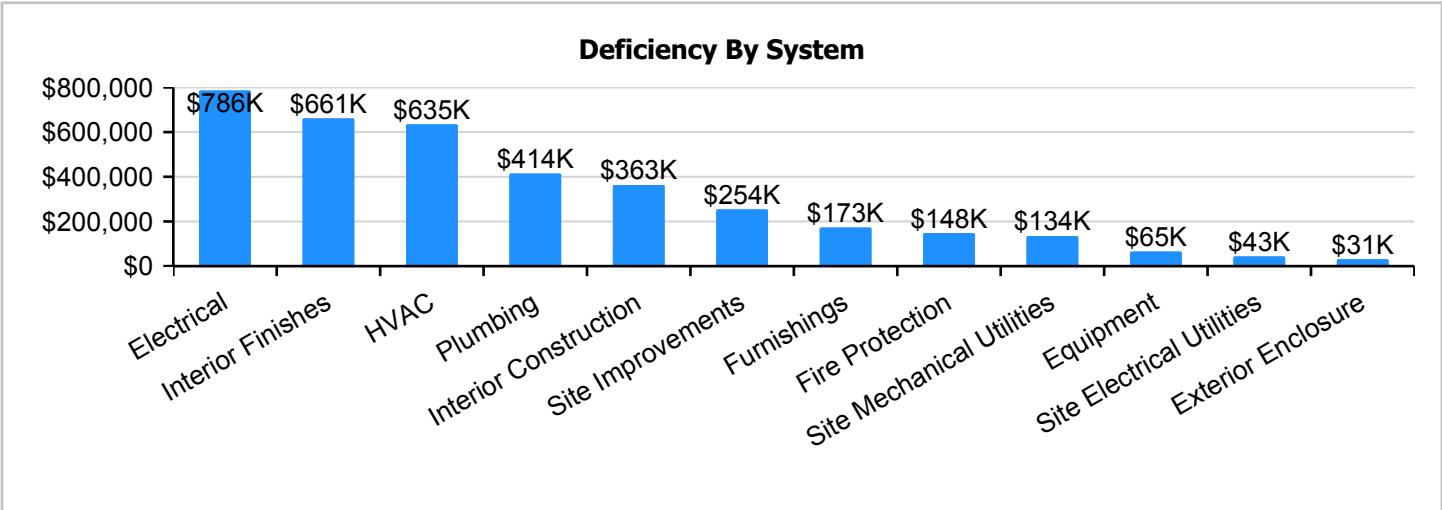 Deficiency By System
$800,000
$600,000
$400,000
$200,000
$0
$786K
$661K
$635K
$414K
$363K
$254K
$173K
$148K
$134K
$65K
$43K
$31K
Electrical
Interior Finishes
HVAC
Plumbing
Interior Construction
Site Improvements
Furnishings
Fire Protection
Site Mechanical Utilities
Equipment
Site Electrical Utilities
Exterior Enclosure